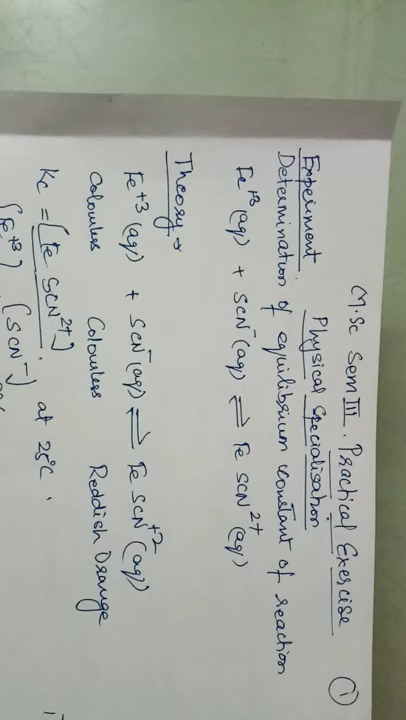 ①
M.Sc Sem III. Practical Exercise
Physical Specialisation
Experiment
Determination of equilibrium constant of reaction
Fe⁺³(aq) + SCN⁻(aq) ⇌ Fe SCN²⁺(aq)
Theory →
Fe⁺³(aq) + SCN⁻(aq) ⇌ Fe SCN⁺²(aq)
Colourless Colourless Reddish Orange
Kc = [Fe SCN²⁺] at 25°C.
[Fe⁺³] [SCN⁻]